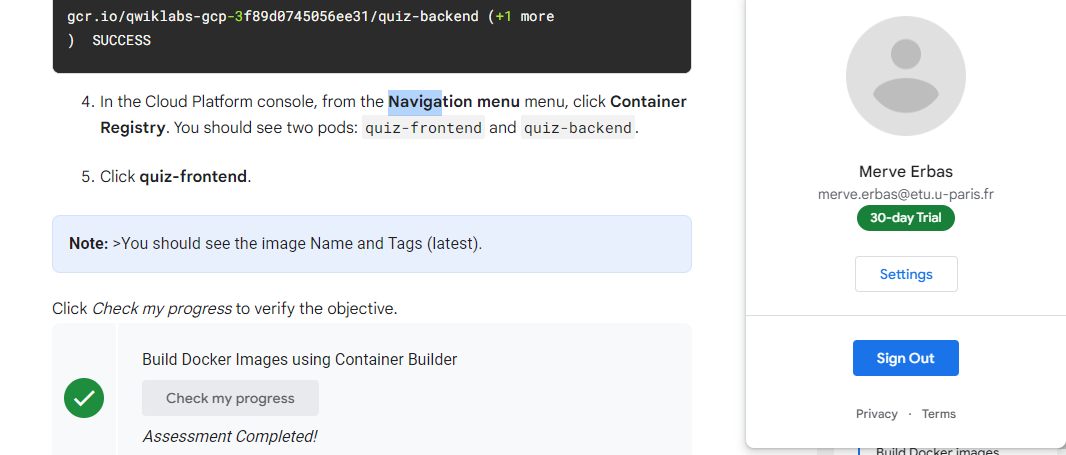 gcr.io/qwiklabs-gcp-3f89d0745056ee31/quiz-backend (+1 more
)  SUCCESS
4. In the Cloud Platform console, from the Navigation menu menu, click Container
Registry. You should see two pods: quiz-frontend and quiz-backend.
5. Click quiz-frontend.
Note: >You should see the image Name and Tags (latest).
Click Check my progress to verify the objective.
Build Docker Images using Container Builder
Check my progress
Assessment Completed!
Merve Erbas
merve.erbas@etu.u-paris.fr
30-day Trial
Settings
Sign Out
Privacy · Terms
Build Docker images